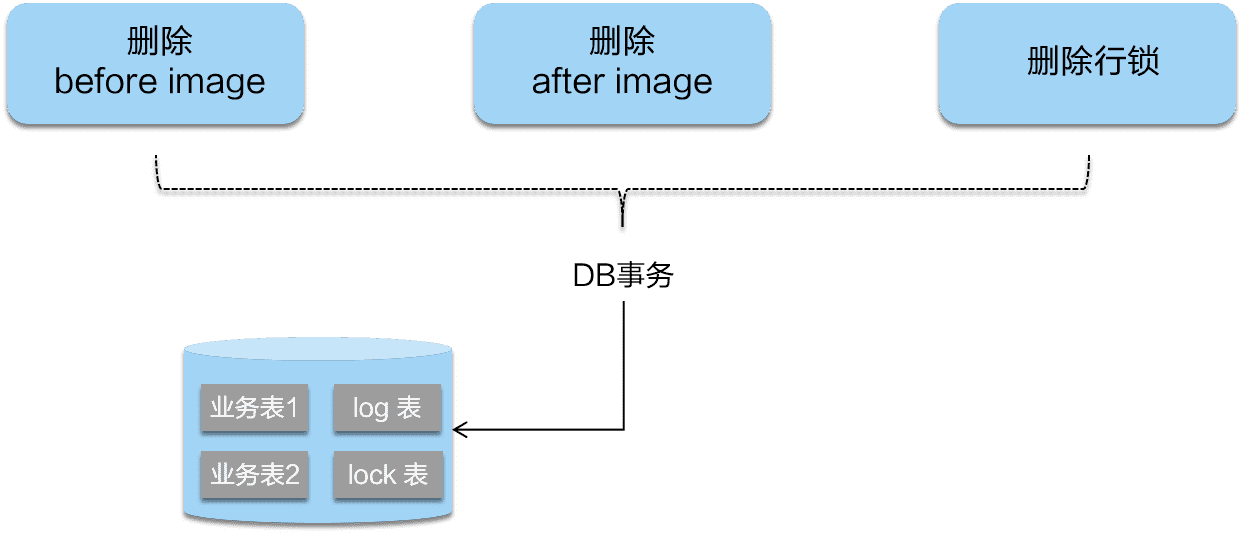 删除
before image
删除
after image
删除行锁
DB事务
业务表1
log 表
业务表2
lock 表